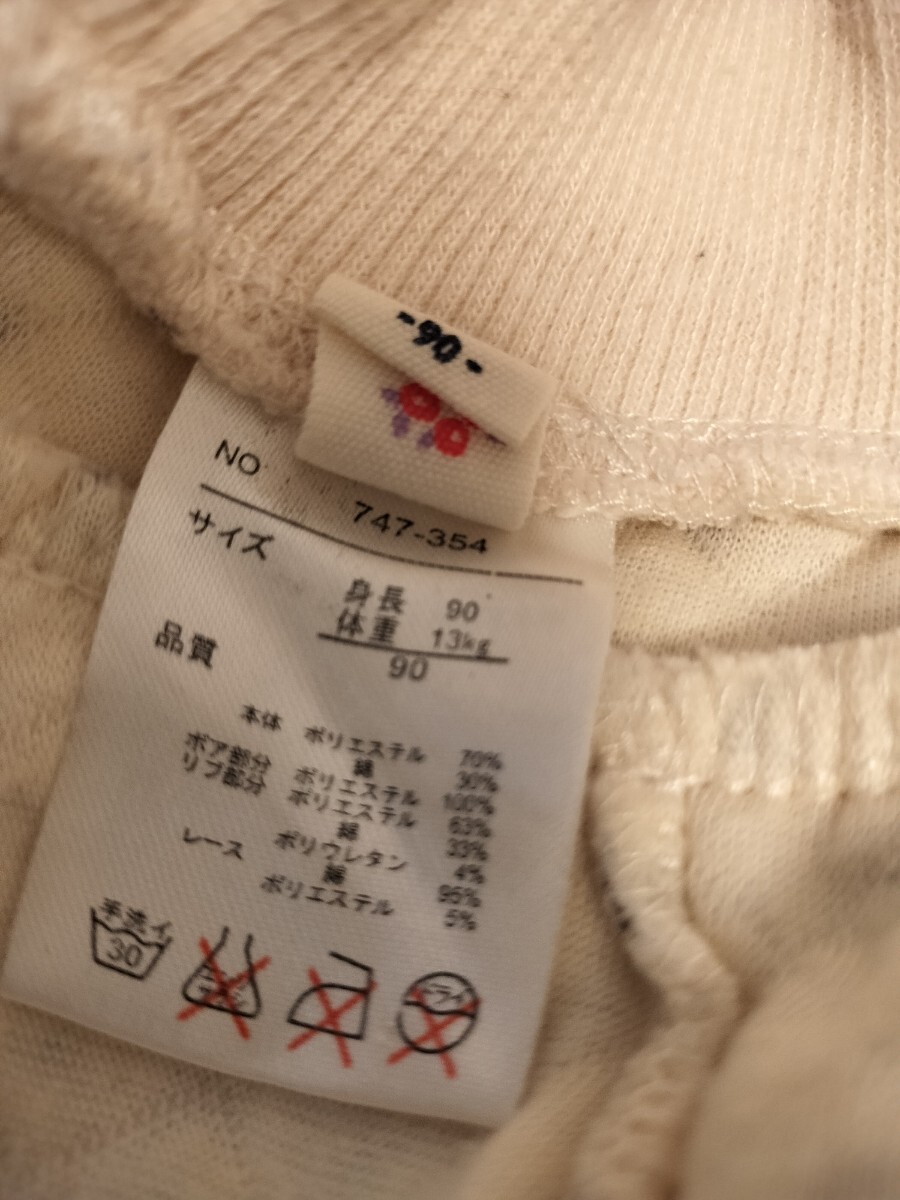 -90-
NO
747-354
サイズ
身長 90
体重 13kg
90
品質
本体 ポリエステル 70%
綿 30%
ボア部分 ポリエステル 100%
リブ部分 ポリエステル 63%
綿 33%
ポリウレタン 4%
レース 綿 95%
ポリエステル 5%
手洗イ
30
ドライ